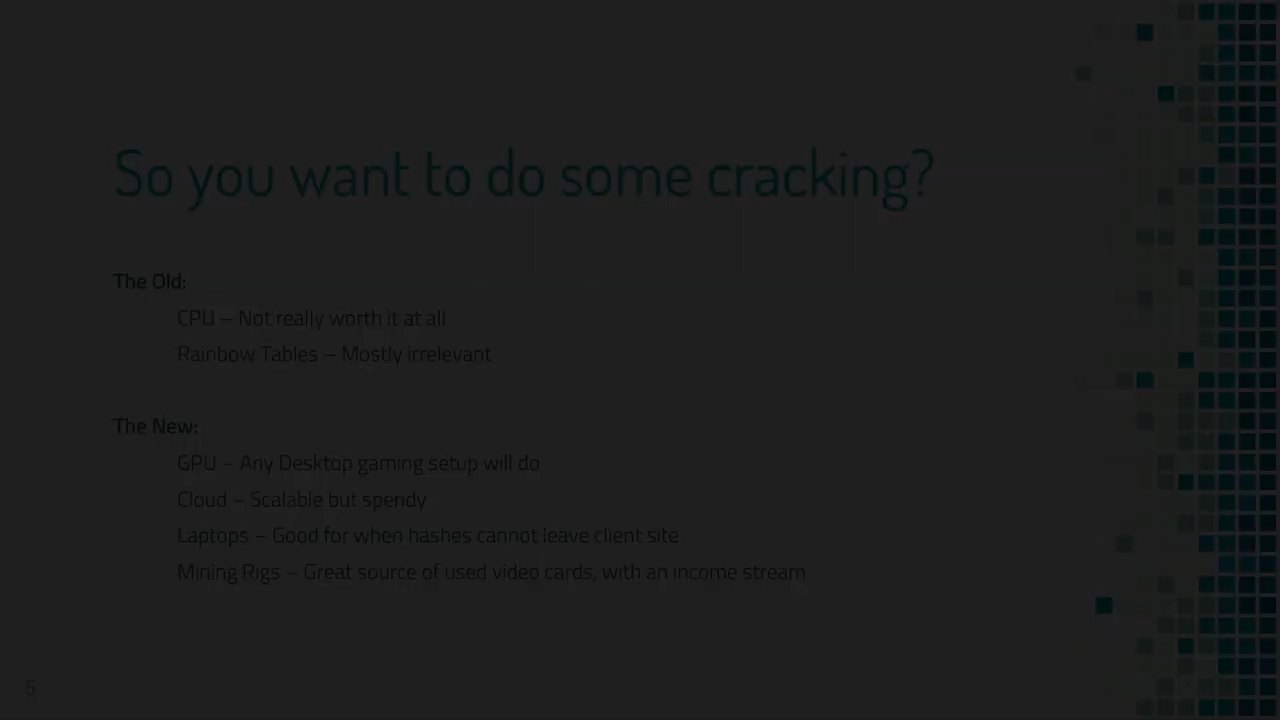 So you want to do some cracking?
The Old:
CPU – Not really worth it at all
Rainbow Tables – Mostly irrelevant
The New:
GPU – Any Desktop gaming setup will do
Cloud – Scalable but spendy
Laptops – Good for when hashes cannot leave client site
Mining Rigs – Great source of used video cards, with an income stream
5